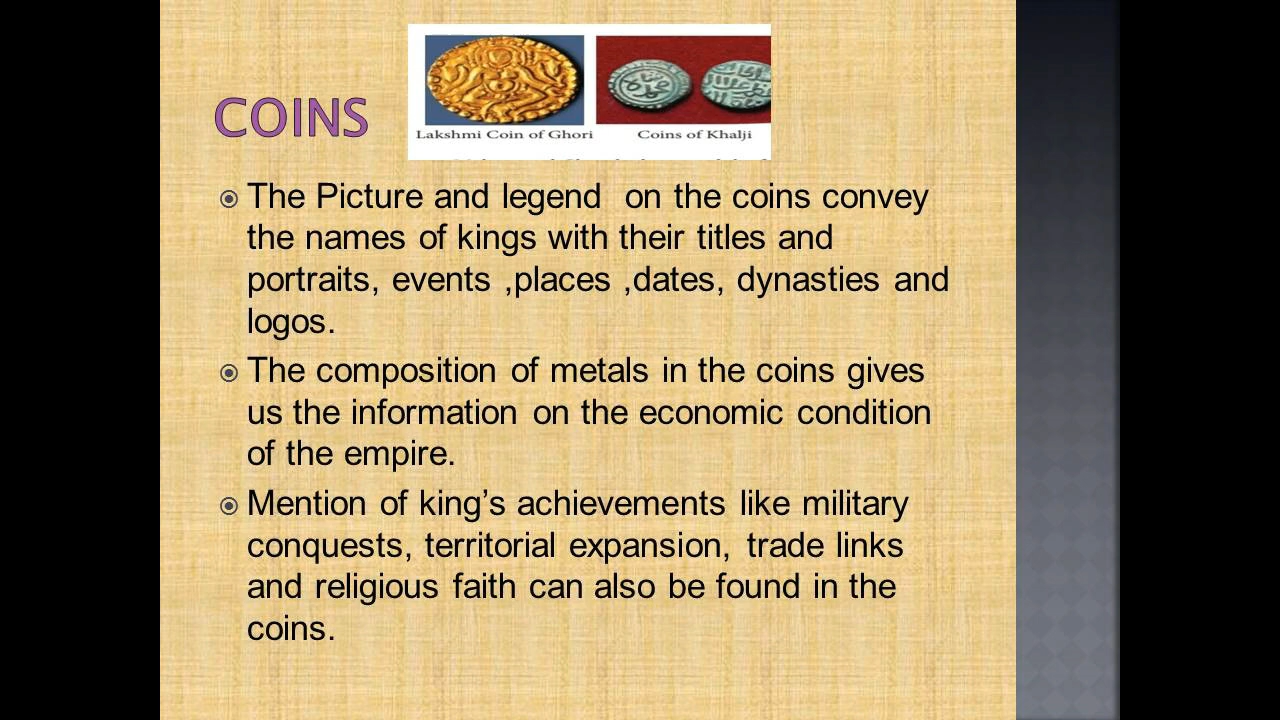 Lakshmi Coin of Ghori
Coins of Khalji
COINS
The Picture and legend  on the coins convey
the names of kings with their titles and
portraits, events ,places ,dates, dynasties and
logos.
The composition of metals in the coins gives
us the information on the economic condition
of the empire.
Mention of king’s achievements like military
conquests, territorial expansion, trade links
and religious faith can also be found in the
coins.